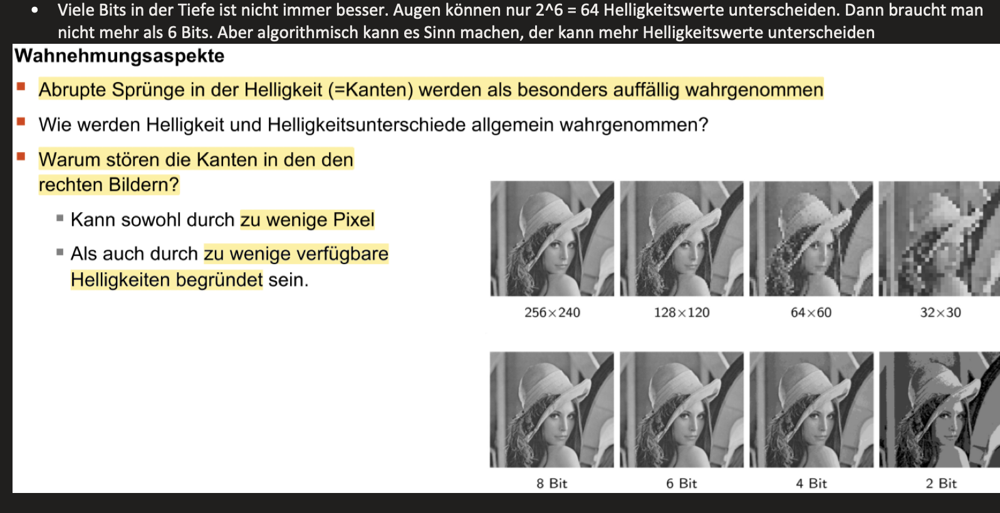 • Viele Bits in der Tiefe ist nicht immer besser. Augen können nur 2^6 = 64 Helligkeitswerte unterscheiden. Dann braucht man
nicht mehr als 6 Bits. Aber algorithmisch kann es Sinn machen, der kann mehr Helligkeitswerte unterscheiden
Wahnehmungsaspekte
Abrupte Sprünge in der Helligkeit (=Kanten) werden als besonders auffällig wahrgenommen
Wie werden Helligkeit und Helligkeitsunterschiede allgemein wahrgenommen?
Warum stören die Kanten in den den
rechten Bildern?
Kann sowohl durch zu wenige Pixel
Als auch durch zu wenige verfügbare
Helligkeiten begründet sein.
256×240 128×120 64×60 32×30
8 Bit 6 Bit 4 Bit 2 Bit